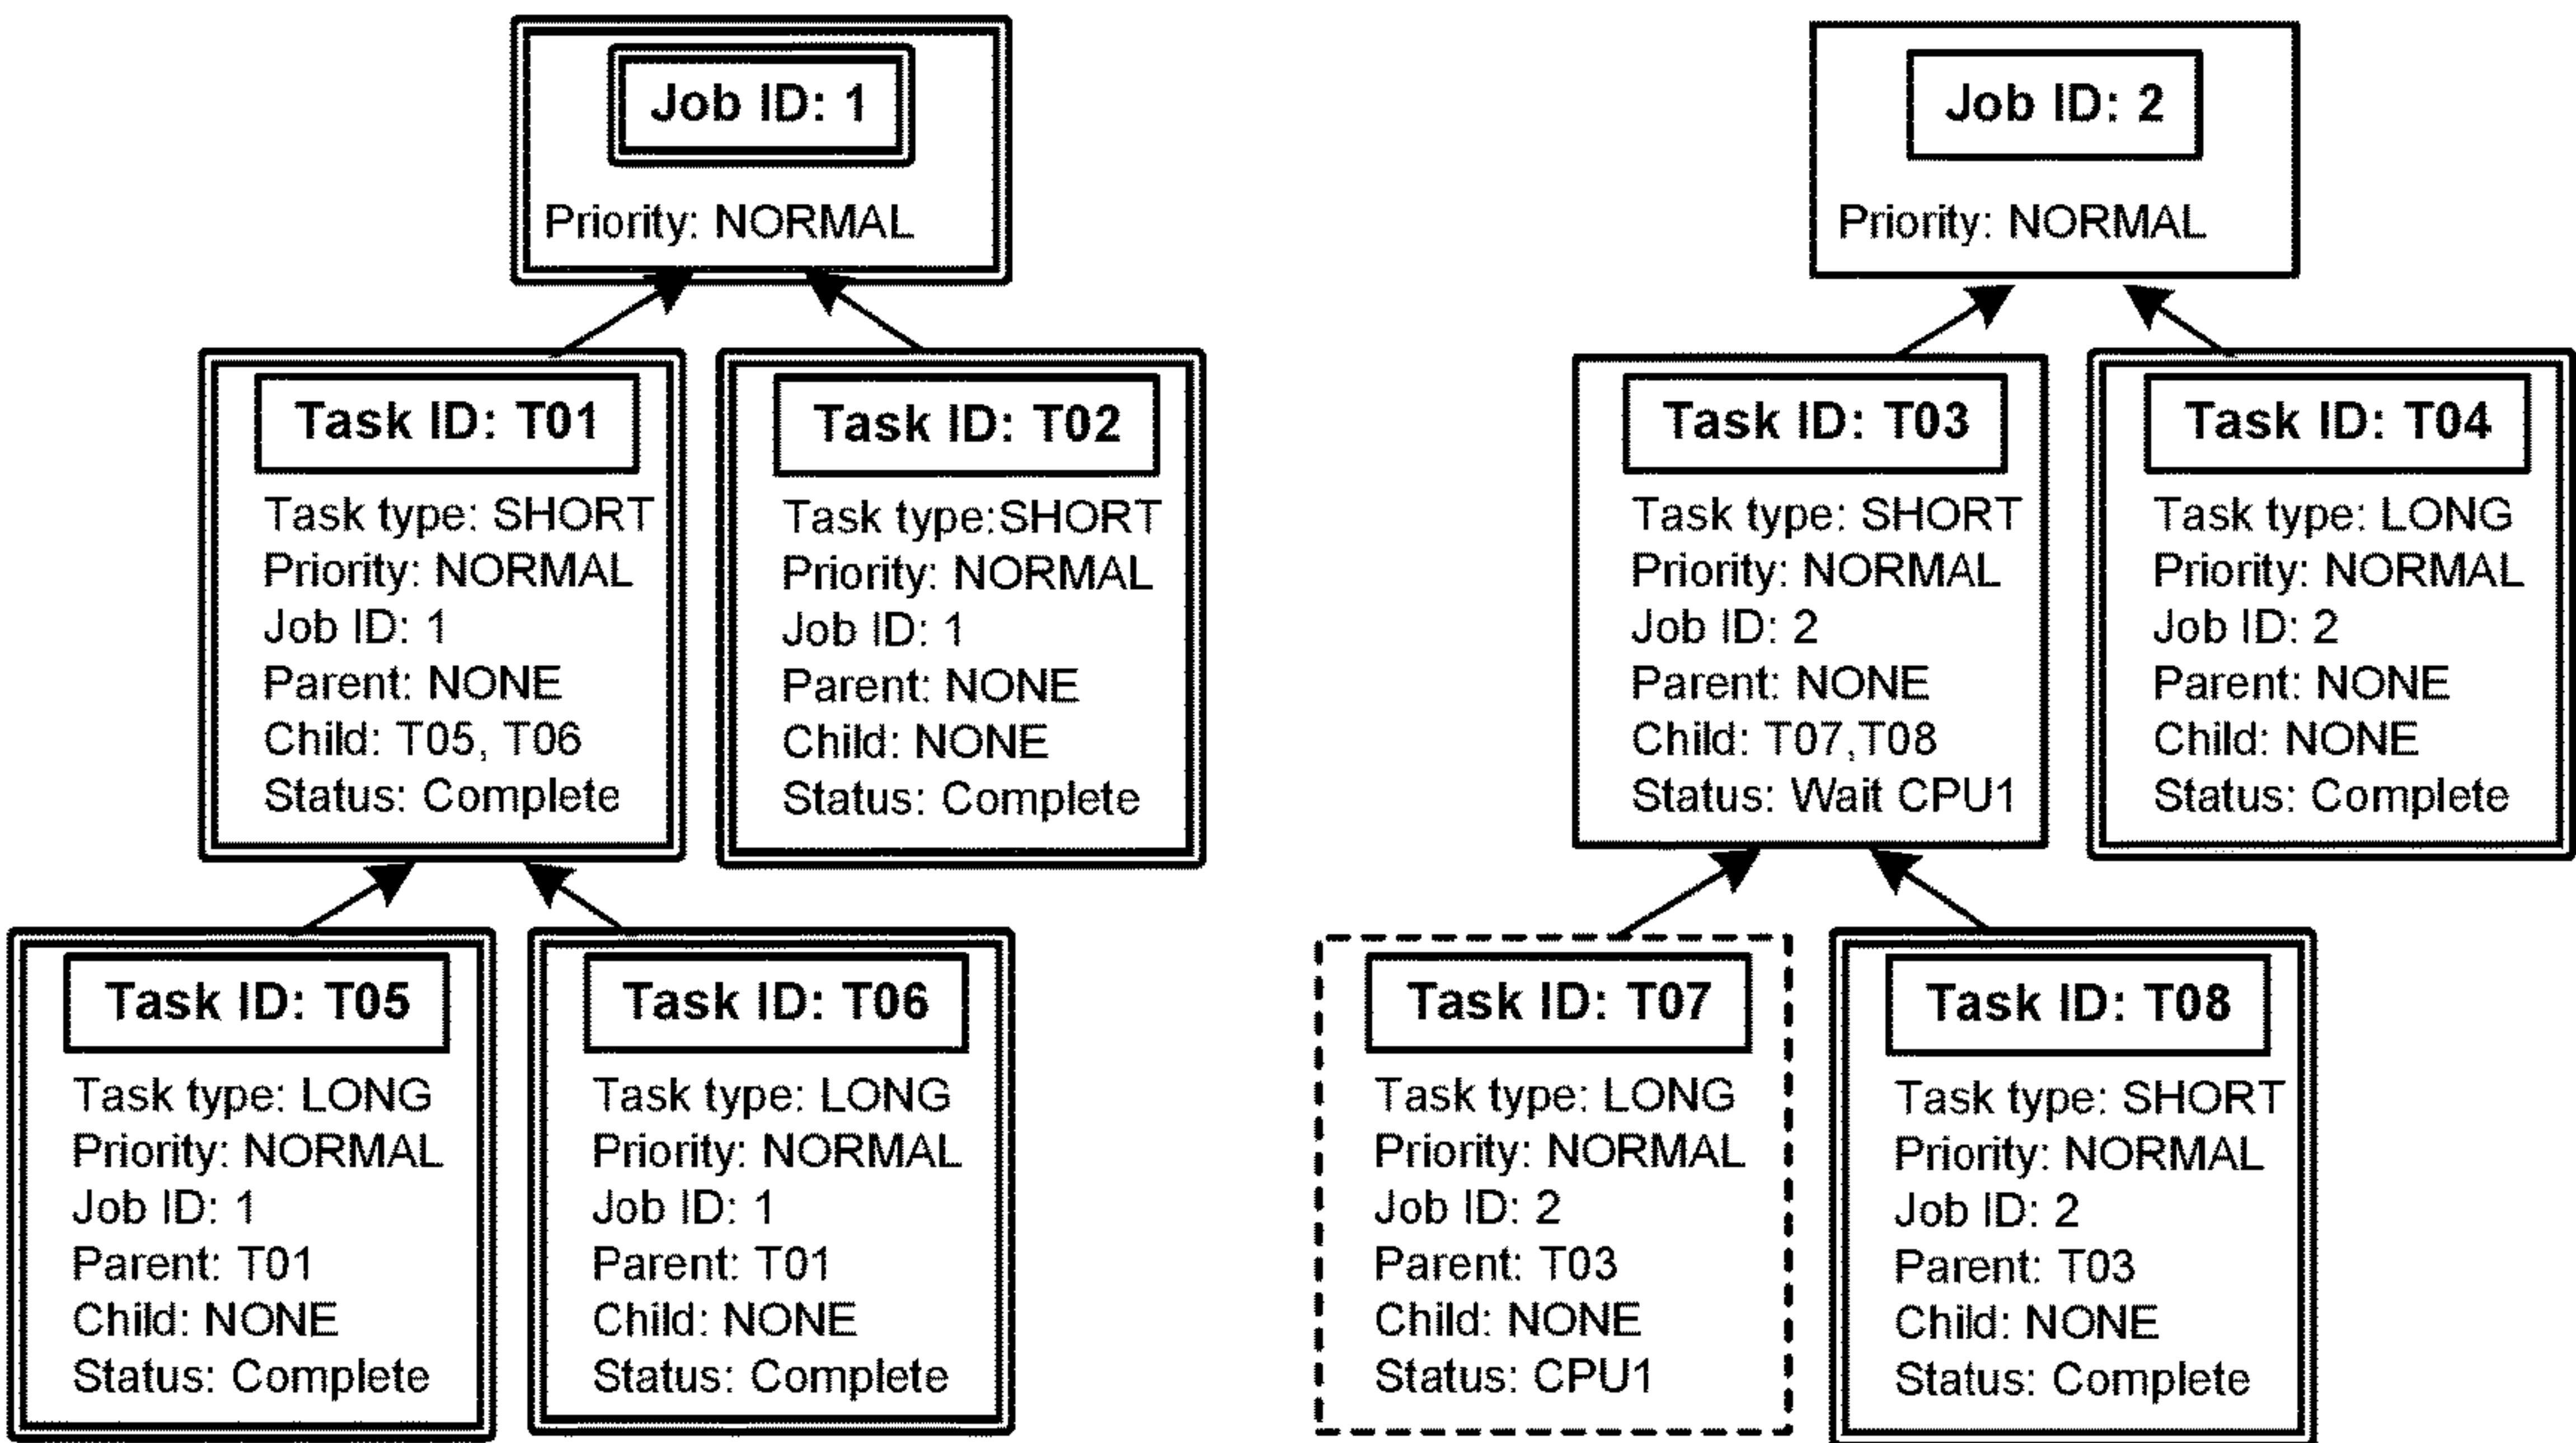 Job ID: 1
Priority: NORMAL
Job ID: 2
Priority: NORMAL
Task ID: T01
Task type: SHORT
Priority: NORMAL
Job ID: 1
Parent: NONE
Child: T05, T06
Status: Complete
Task ID: T02
Task type:SHORT
Priority: NORMAL
Job ID: 1
Parent: NONE
Child: NONE
Status: Complete
Task ID: T03
Task type: SHORT
Priority: NORMAL
Job ID: 2
Parent: NONE
Child: T07,T08
Status: Wait CPU1
Task ID: T04
Task type: LONG
Priority: NORMAL
Job ID: 2
Parent: NONE
Child: NONE
Status: Complete
Task ID: T05
Task type: LONG
Priority: NORMAL
Job ID: 1
Parent: T01
Child: NONE
Status: Complete
Task ID: T06
Task type: LONG
Priority: NORMAL
Job ID: 1
Parent: T01
Child: NONE
Status: Complete
Task ID: T07
Task type: LONG
Priority: NORMAL
Job ID: 2
Parent: T03
Child: NONE
Status: CPU1
Task ID: T08
Task type: SHORT
Priority: NORMAL
Job ID: 2
Parent: T03
Child: NONE
Status: Complete